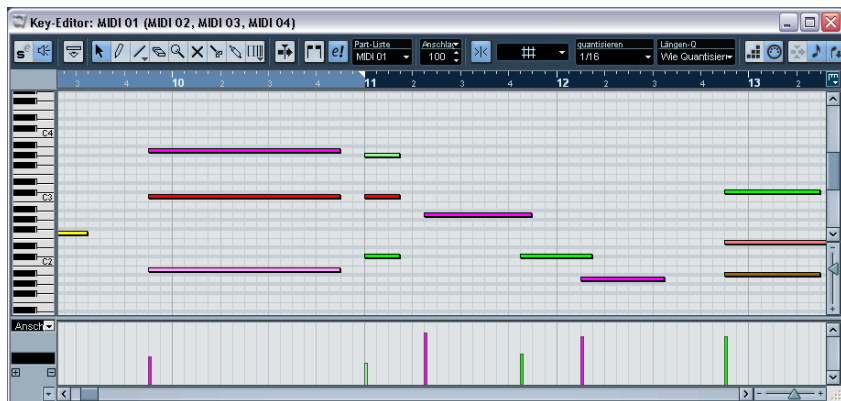 Key-Editor: MIDI 01 (MIDI 02, MIDI 03, MIDI 04)
Part-Liste Anschlag quantisieren Längen-Q
MIDI 01 100 1/16 Wie Quantisier
3 4 10 2 3 4 11 2 3 4 12 2 3 4 13 2
C4
C3
C2
Ansch